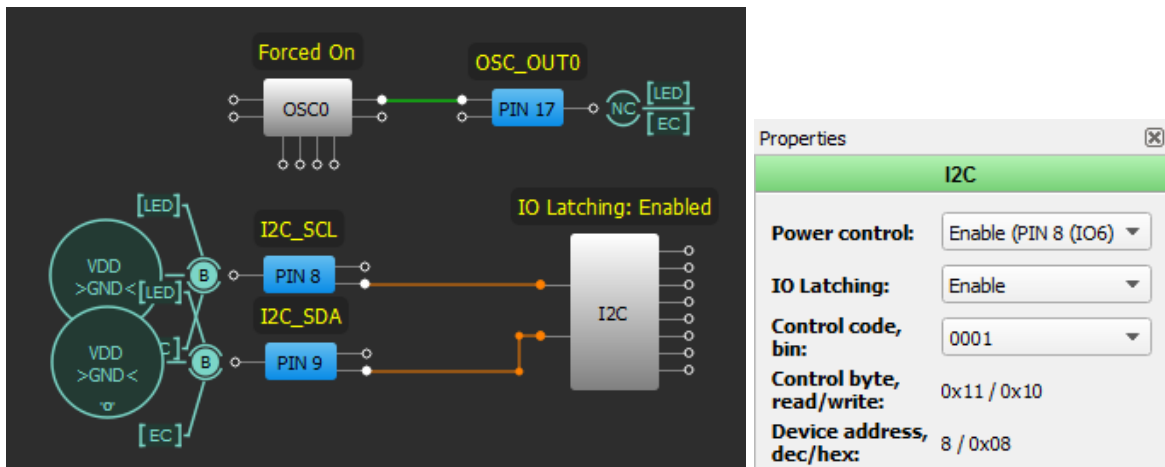 Forced On
OSC_OUT0
OSC0
PIN 17
NC
[LED]
[EC]
[LED]
I2C_SCL
IO Latching: Enabled
VDD
>GND<
B
PIN 8
[LED]
I2C_SDA
I2C
VDD
>GND<
"0"
B
PIN 9
[EC]
Properties
I2C
Power control: Enable (PIN 8 (IO6)
IO Latching: Enable
Control code, bin: 0001
Control byte, read/write: 0x11 / 0x10
Device address, dec/hex: 8 / 0x08